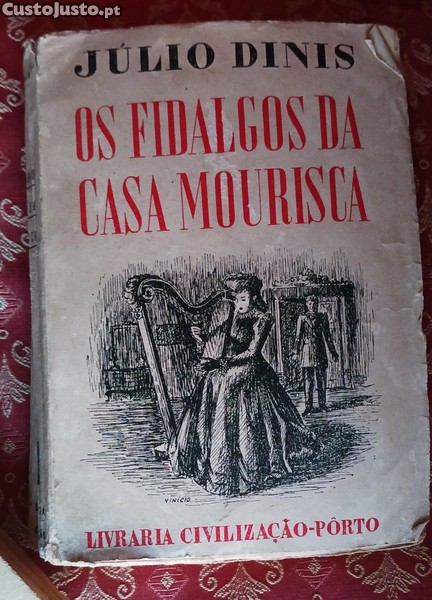 CustoJusto.pt
JÚLIO DINIS
OS FIDALGOS DA
CASA MOURISCA
VINICIO
LIVRARIA CIVILIZAÇÃO-PÔRTO